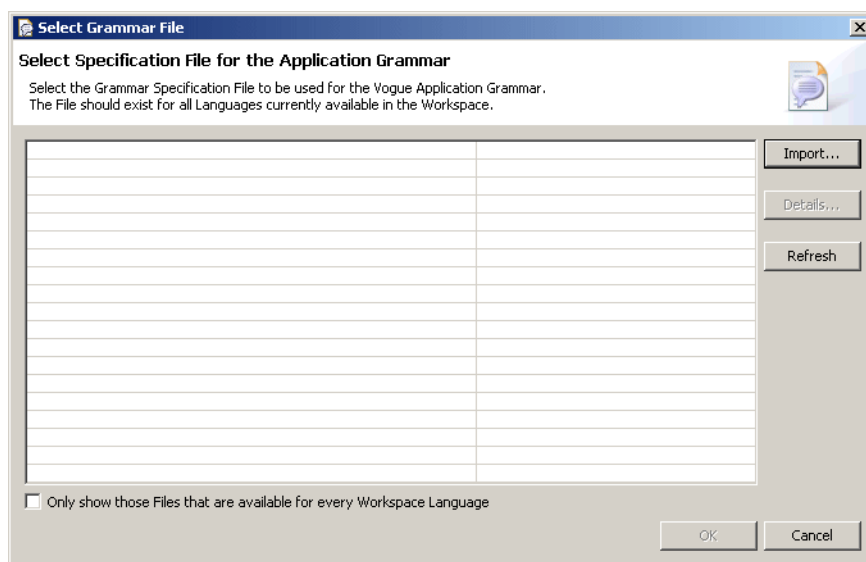 Select Grammar File
Select Specification File for the Application Grammar
Select the Grammar Specification File to be used for the Vogue Application Grammar.
The File should exist for all Languages currently available in the Workspace.
Import...
Details...
Refresh
Only show those Files that are available for every Workspace Language
OK
Cancel